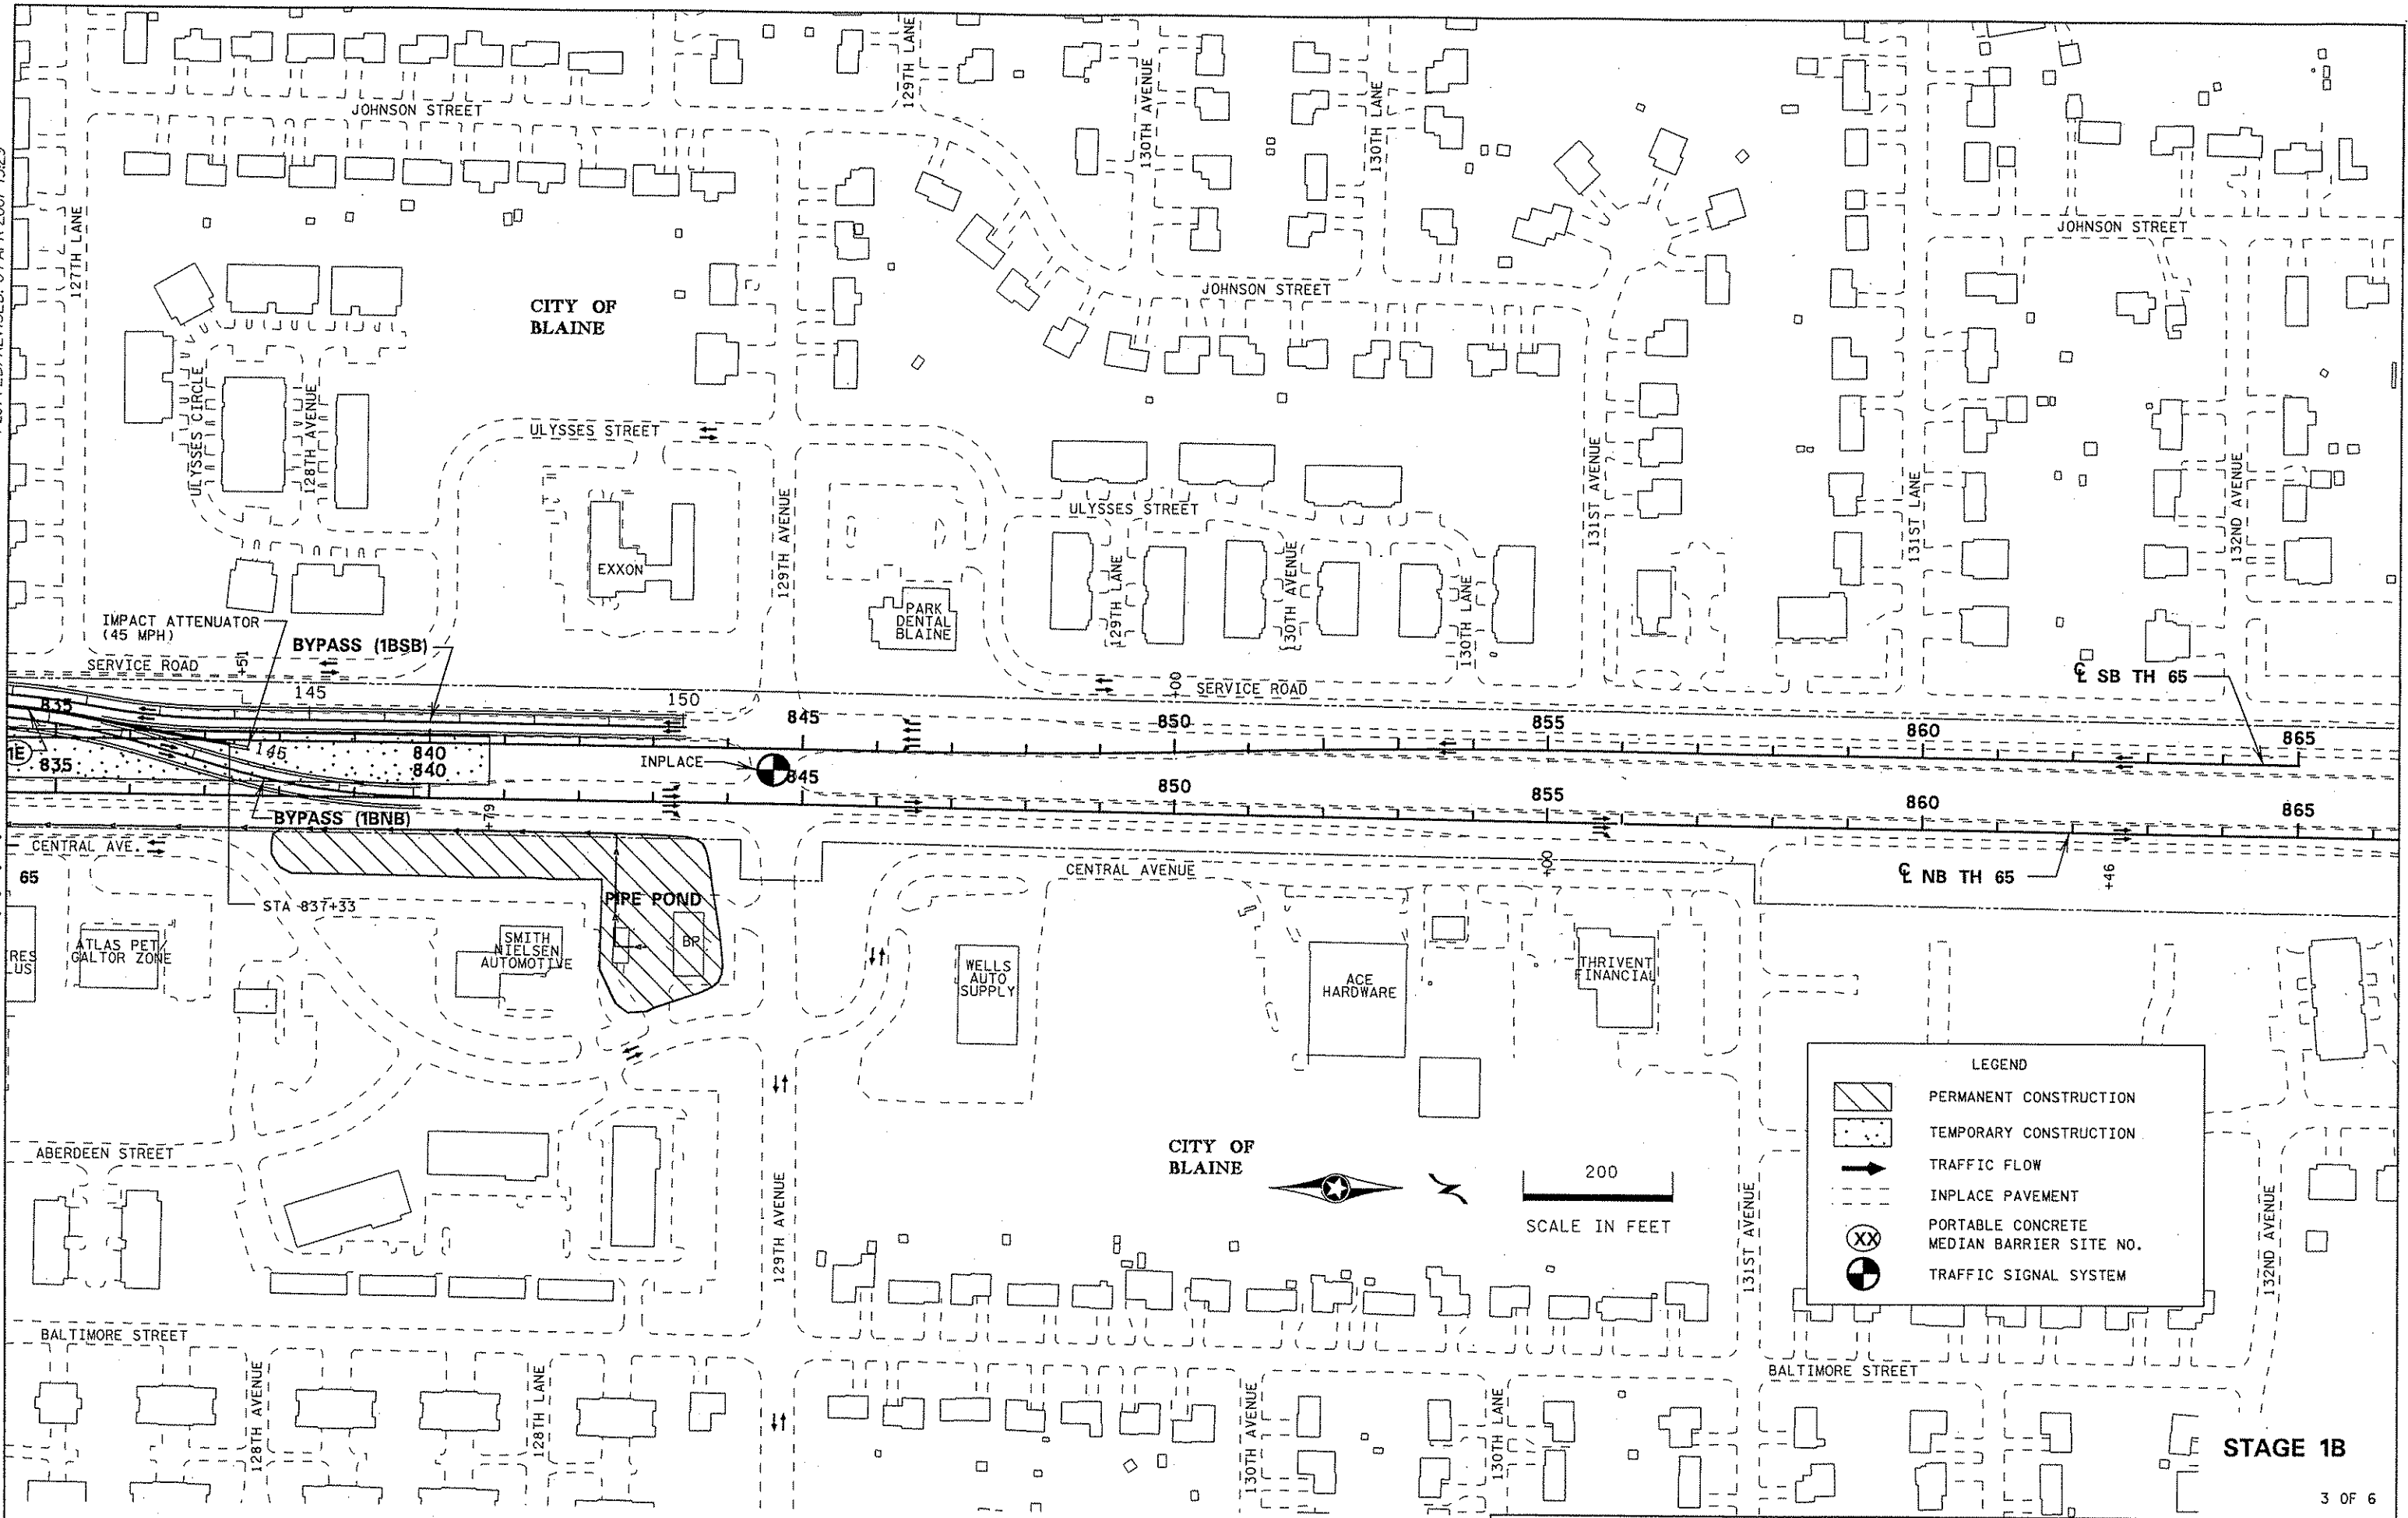 129TH LANE
JOHNSON STREET
130TH AVENUE
130TH LANE
127TH LANE
JOHNSON STREET
CITY OF
BLAINE
JOHNSON STREET
ULYSSES CIRCLE
128TH AVENUE
ULYSSES STREET
129TH AVENUE
EXXON
PARK
DENTAL
BLAINE
ULYSSES STREET
129TH LANE
130TH AVENUE
130TH LANE
131ST AVENUE
131ST LANE
132ND AVENUE
IMPACT ATTENUATOR
(45 MPH)
BYPASS (1BSB)
SERVICE ROAD
+51
145
150
SERVICE ROAD
+00
℄ SB TH 65
835
845
850
855
860
865
1E
835
145
840
840
INPLACE
845
850
855
860
865
BYPASS (1BNB)
+79
CENTRAL AVE.
65
STA 837+33
CENTRAL AVENUE
+00
℄ NB TH 65
+46
PIPE POND
BP
ATLAS PET/
GALTOR ZONE
SMITH
NIELSEN
AUTOMOTIVE
WELLS
AUTO
SUPPLY
ACE
HARDWARE
THRIVENT
FINANCIAL
LEGEND
PERMANENT CONSTRUCTION
TEMPORARY CONSTRUCTION
TRAFFIC FLOW
INPLACE PAVEMENT
XX
PORTABLE CONCRETE
MEDIAN BARRIER SITE NO.
TRAFFIC SIGNAL SYSTEM
ABERDEEN STREET
CITY OF
BLAINE
200
SCALE IN FEET
129TH AVENUE
131ST AVENUE
132ND AVENUE
BALTIMORE STREET
BALTIMORE STREET
128TH AVENUE
128TH LANE
130TH AVENUE
130TH LANE
STAGE 1B
3 OF 6